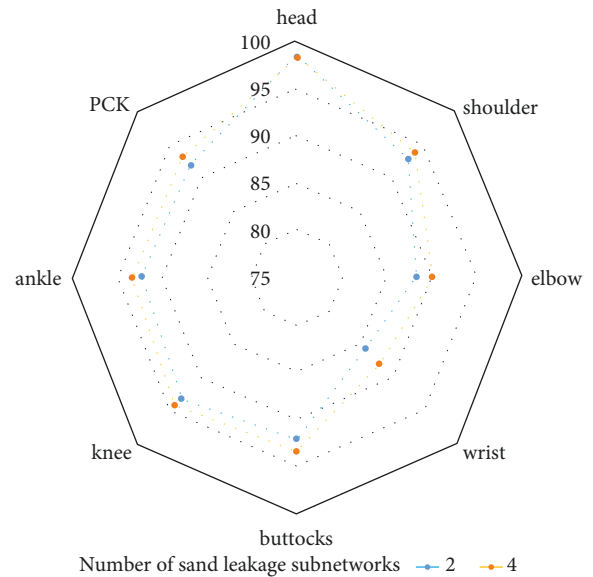 head
100
95
90
85
80
75
PCK
shoulder
ankle
elbow
knee
wrist
buttocks
Number of sand leakage subnetworks 2 4